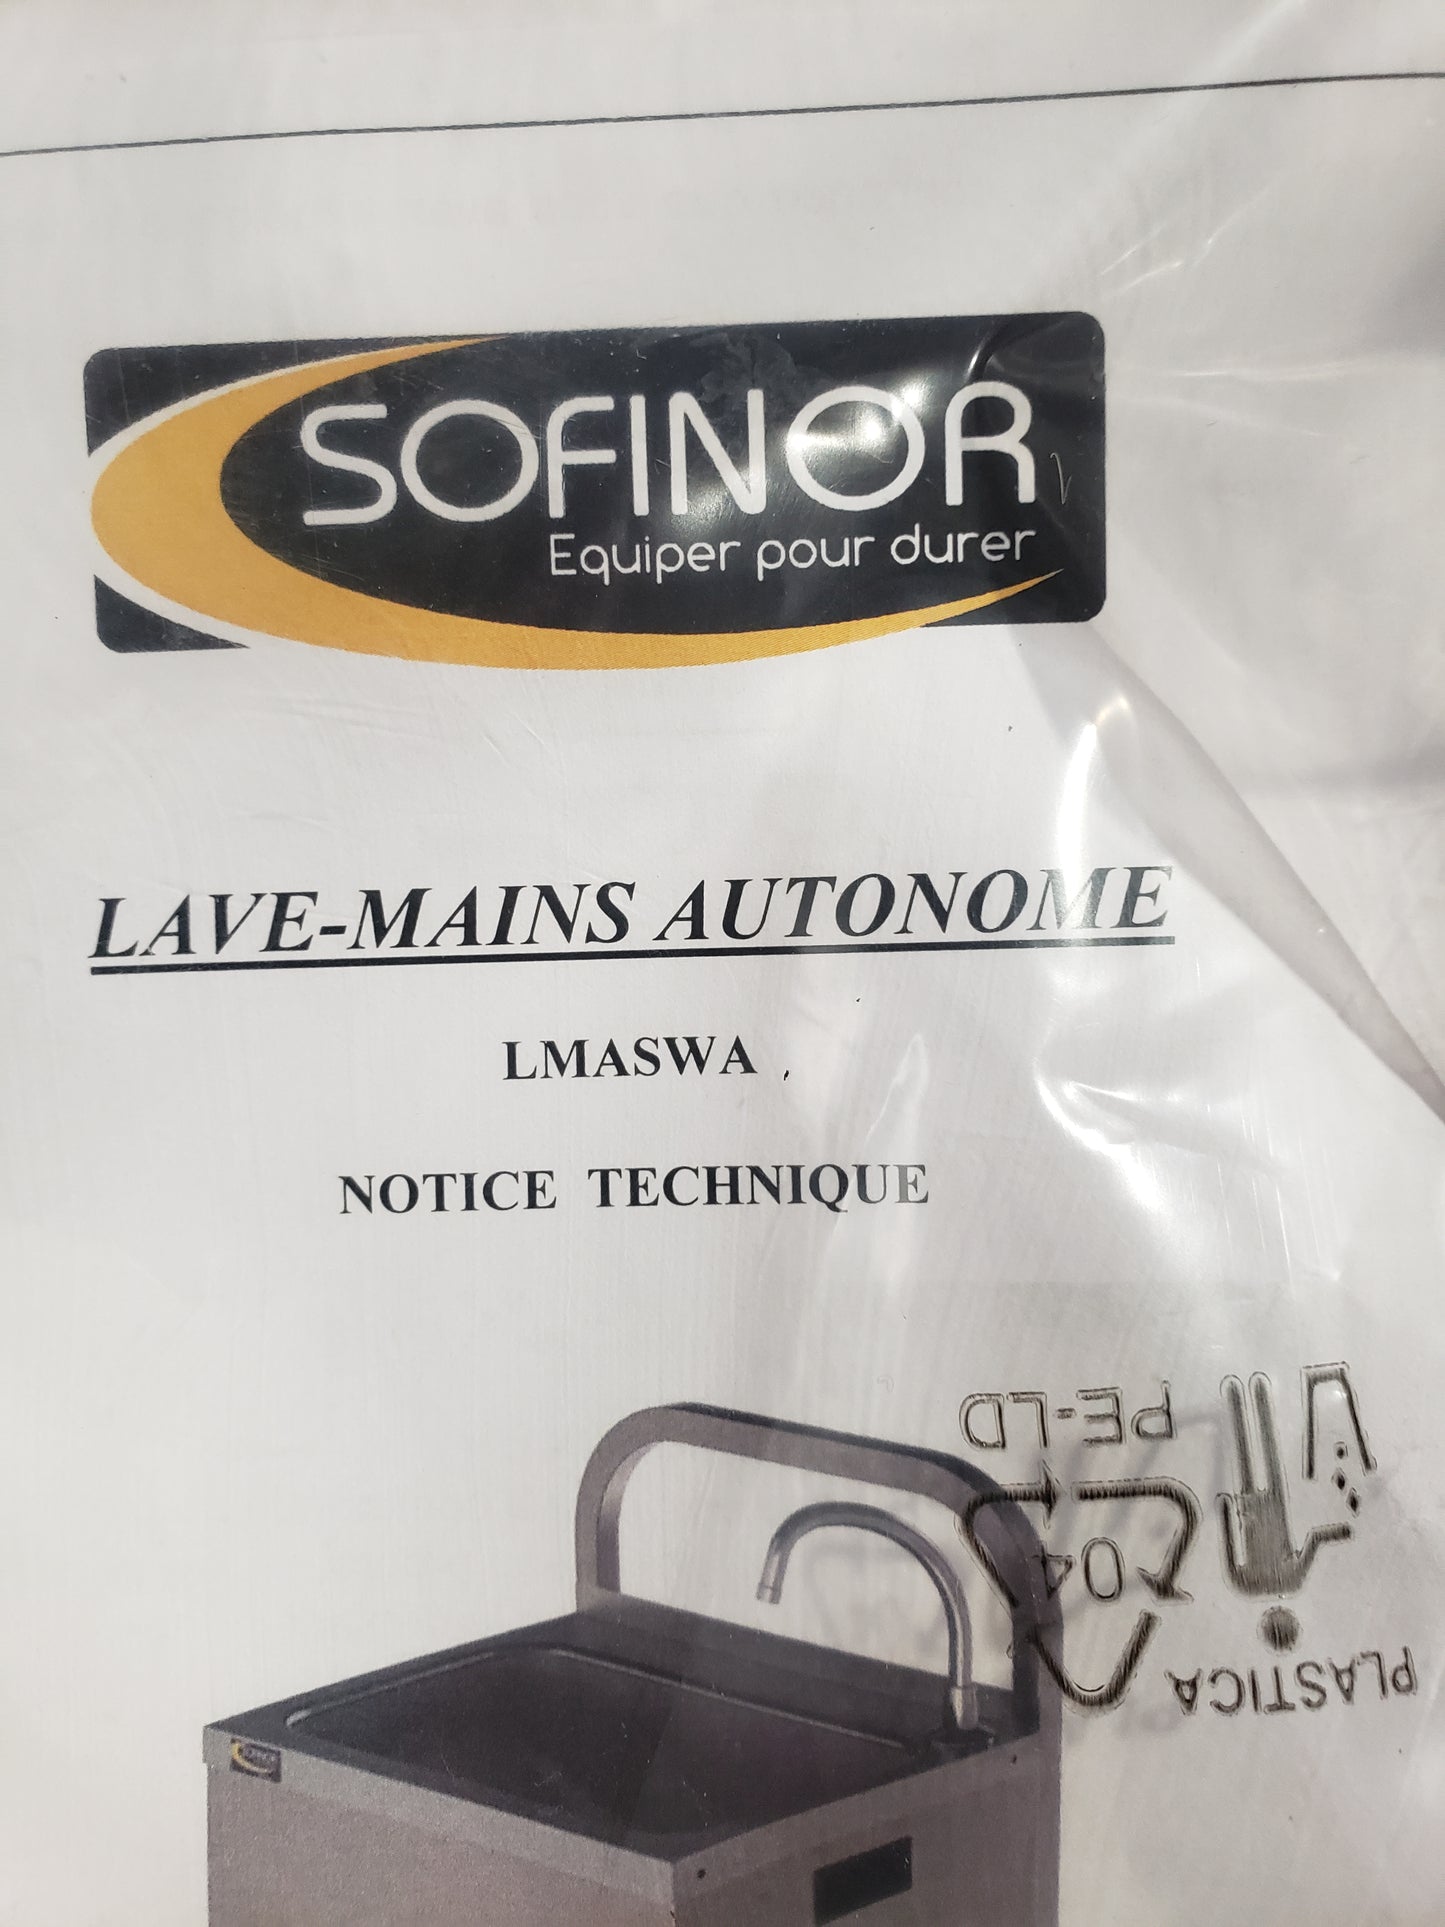 SOFINOR
Equiper pour durer
LAVE-MAINS AUTONOME
LMASWA
NOTICE TECHNIQUE
PE-LD
04
PLASTICA